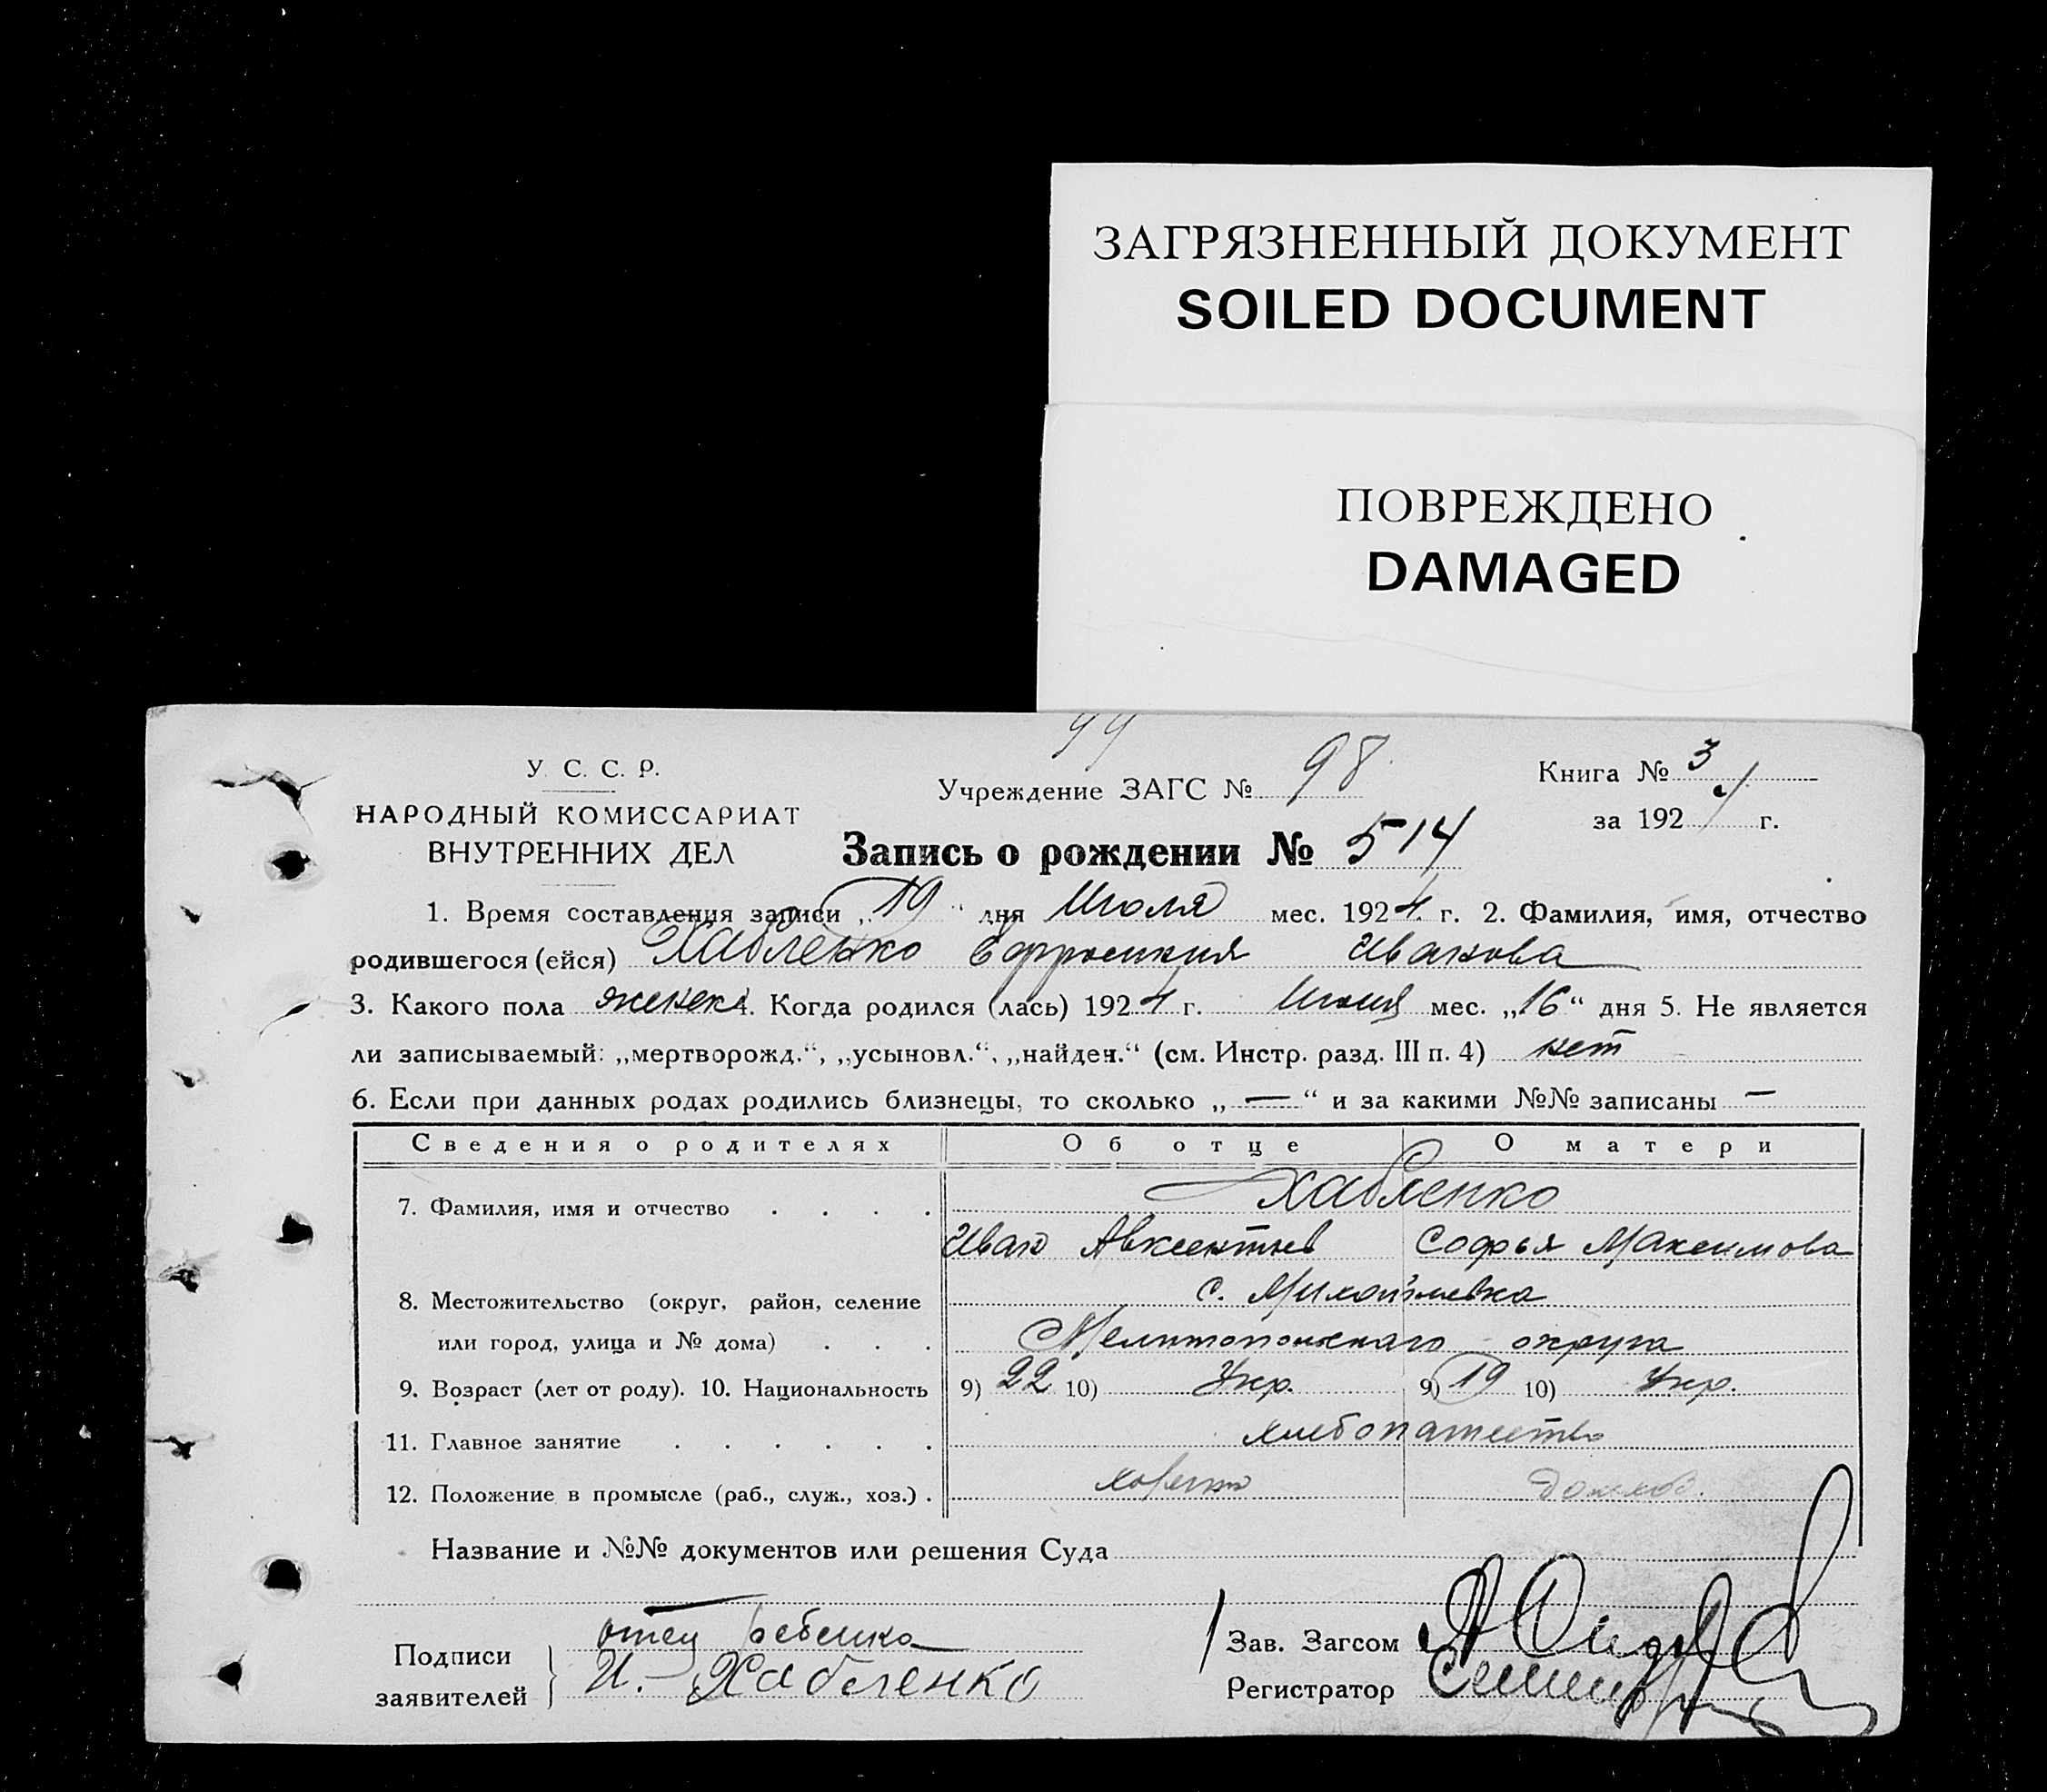 ЗАГРЯЗНЕННЫЙ ДОКУМЕНТ
SOILED DOCUMENT
ПОВРЕЖДЕНО
DAMAGED
99
У. С. С. Р.
НАРОДНЫЙ КОМИССАРИАТ
ВНУТРЕННИХ ДЕЛ
Учреждение ЗАГС № 98
Книга № 3
за 1924 г.
Запись о рождении № 514
1. Время составления записи „19“ дня Июля мес. 1924 г. 2. Фамилия, имя, отчество
родившегося (ейся) Хабленко Ефросиния Иванова
3. Какого пола женск 4. Когда родился (лась) 1924 г. мес. „16“ дня 5. Не является
ли записываемый: „мертворожд.“, „усыновл.“, „найден.“ (см. Инстр. разд. III п. 4) нет
6. Если при данных родах родились близнецы, то сколько „—“ и за какими №№ записаны —
Сведения о родителях Об отце О матери
7. Фамилия, имя и отчество . . . . Хабленко
Иван Авксентьев Софья Максимова
8. Местожительство (округ, район, селение с. Михайловка
или город, улица и № дома) . . . Мелитопольскаго округа
9. Возраст (лет от роду). 10. Национальность 9) 22 10) Укр. 9) 19 10) Укр.
11. Главное занятие . . . . . . хлебопашество
12. Положение в промысле (раб., служ., хоз.) . домхоз.
Название и №№ документов или решения Суда
Подписи заявителей } отец ребенка
И. Хабленко
Зав. Загсом
Регистратор